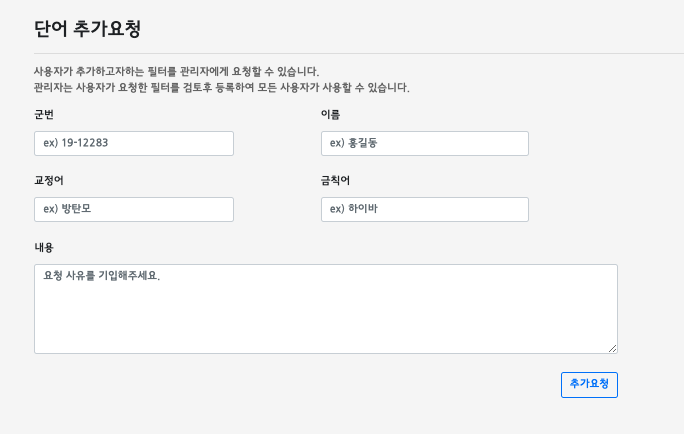 단어 추가요청
사용자가 추가하고자하는 필터를 관리자에게 요청할 수 있습니다.
관리자는 사용자가 요청한 필터를 검토후 등록하여 모든 사용자가 사용할 수 있습니다.
군번 이름
ex) 19-12283 ex) 홍길동
교정어 금칙어
ex) 방탄모 ex) 하이바
내용
요청 사유를 기입해주세요.
추가요청